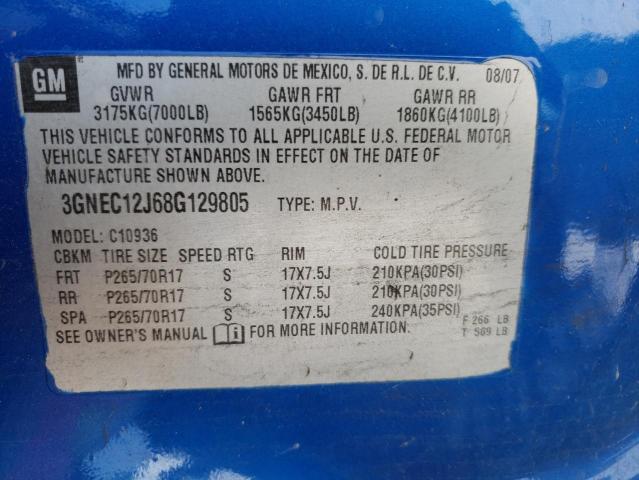 GM
MFD BY GENERAL MOTORS DE MEXICO, S. DE R.L. DE C.V. 08/07
GVWR GAWR FRT GAWR RR
3175KG(7000LB) 1565KG(3450LB) 1860KG(4100LB)
THIS VEHICLE CONFORMS TO ALL APPLICABLE U.S. FEDERAL MOTOR
VEHICLE SAFETY STANDARDS IN EFFECT ON THE DATE OF
MANUFACTURE SHOWN ABOVE.
3GNEC12J68G129805 TYPE: M.P.V.
MODEL: C10936
CBKM TIRE SIZE SPEED RTG RIM COLD TIRE PRESSURE
FRT P265/70R17 S 17X7.5J 210KPA(30PSI)
RR P265/70R17 S 17X7.5J 210KPA(30PSI)
SPA P265/70R17 S 17X7.5J 240KPA(35PSI)
SEE OWNER'S MANUAL FOR MORE INFORMATION. F 266 LB
T 569 LB